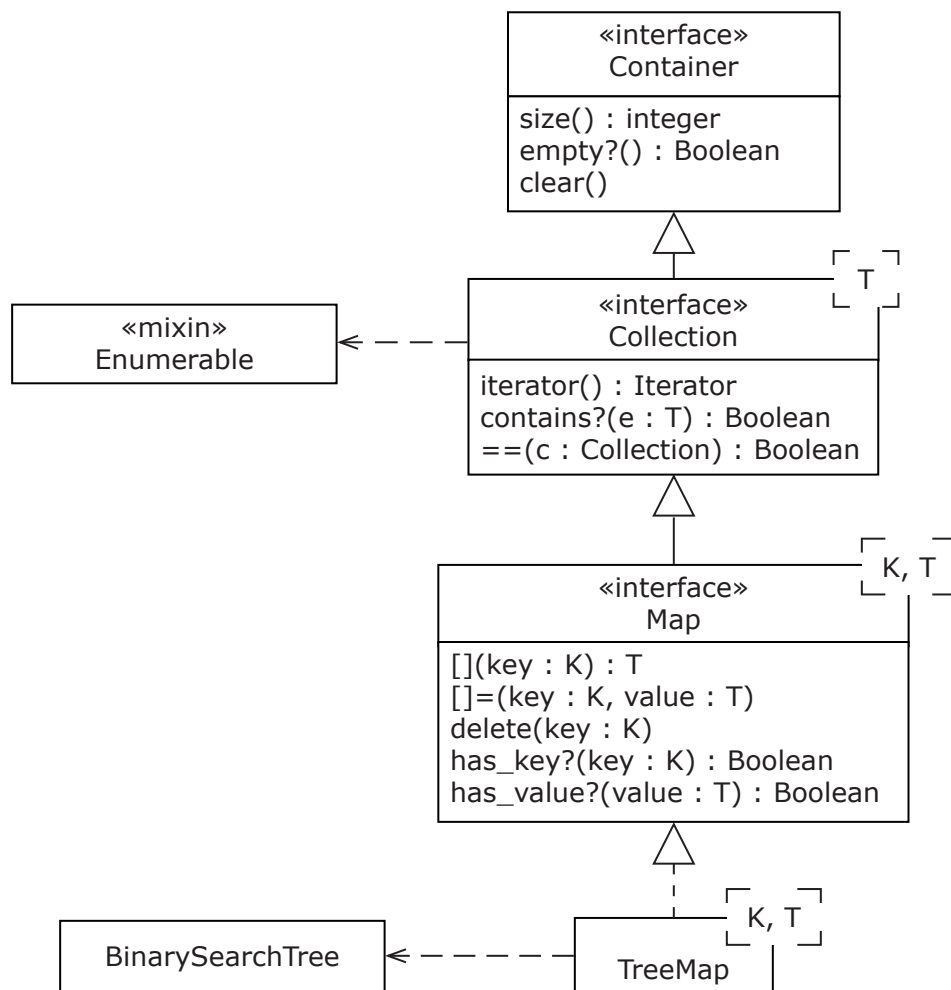 «interface»
Container
size() : integer
empty?() : Boolean
clear()
T
«interface»
Collection
«mixin»
Enumerable
iterator() : Iterator
contains?(e : T) : Boolean
==(c : Collection) : Boolean
K, T
«interface»
Map
[](key : K) : T
[]=(key : K, value : T)
delete(key : K)
has_key?(key : K) : Boolean
has_value?(value : T) : Boolean
K, T
BinarySearchTree
TreeMap